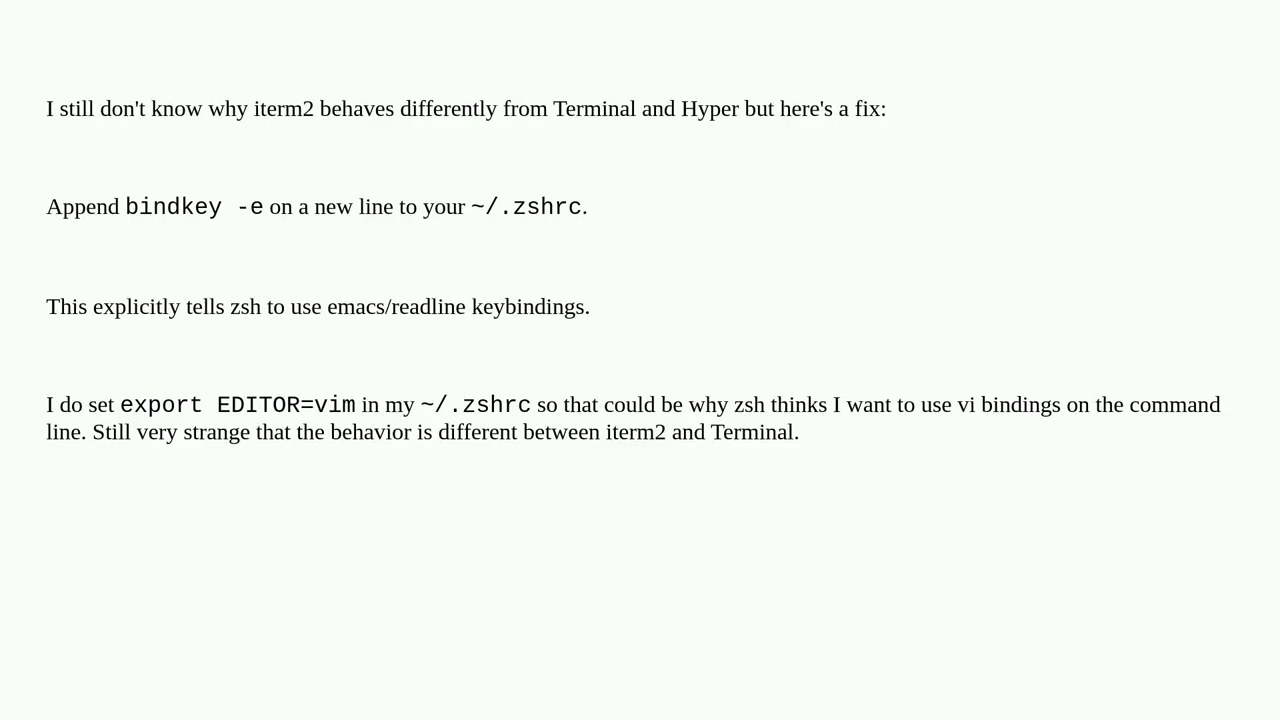 I still don't know why iterm2 behaves differently from Terminal and Hyper but here's a fix:
Append bindkey -e on a new line to your ~/.zshrc.
This explicitly tells zsh to use emacs/readline keybindings.
I do set export EDITOR=vim in my ~/.zshrc so that could be why zsh thinks I want to use vi bindings on the command
line. Still very strange that the behavior is different between iterm2 and Terminal.